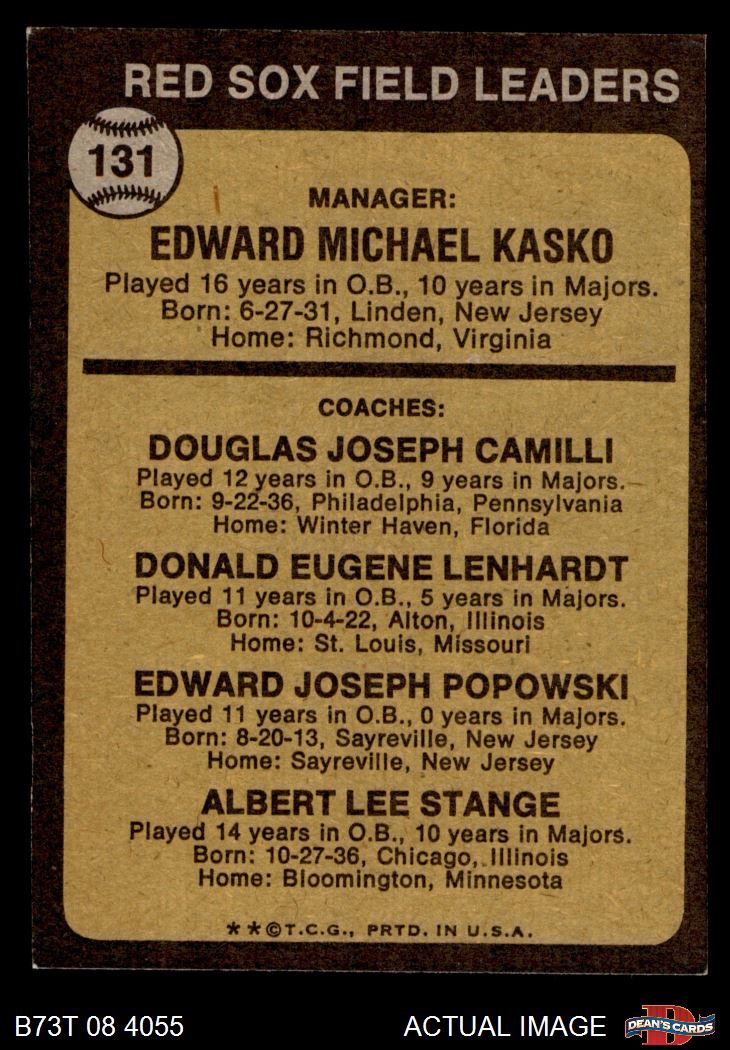 RED SOX FIELD LEADERS
131
MANAGER:
EDWARD MICHAEL KASKO
Played 16 years in O.B., 10 years in Majors.
Born: 6-27-31, Linden, New Jersey
Home: Richmond, Virginia
COACHES:
DOUGLAS JOSEPH CAMILLI
Played 12 years in O.B., 9 years in Majors.
Born: 9-22-36, Philadelphia, Pennsylvania
Home: Winter Haven, Florida
DONALD EUGENE LENHARDT
Played 11 years in O.B., 5 years in Majors.
Born: 10-4-22, Alton, Illinois
Home: St. Louis, Missouri
EDWARD JOSEPH POPOWSKI
Played 11 years in O.B., 0 years in Majors.
Born: 8-20-13, Sayreville, New Jersey
Home: Sayreville, New Jersey
ALBERT LEE STANGE
Played 14 years in O.B., 10 years in Majors.
Born: 10-27-36, Chicago, Illinois
Home: Bloomington, Minnesota
**©T.C.G., PRTD. IN U.S.A.
B73T 08 4055
ACTUAL IMAGE
D
DEAN'S CARDS